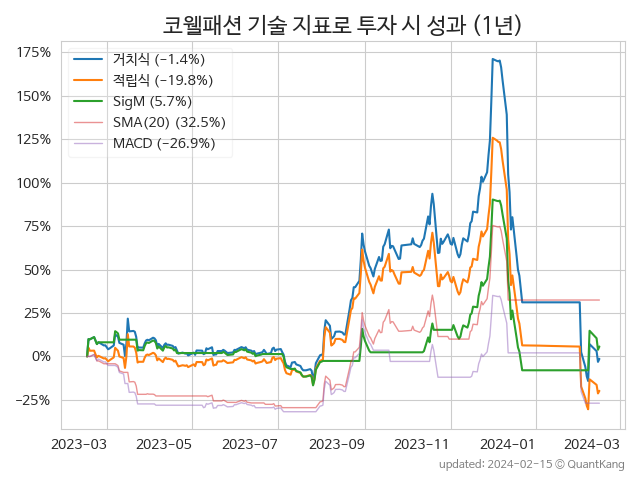 코웰패션 기술 지표로 투자 시 성과 (1년)
175%
150%
125%
100%
75%
50%
25%
0%
−25%
거치식 (−1.4%)
적립식 (−19.8%)
SigM (5.7%)
SMA(20) (32.5%)
MACD (−26.9%)
2023-03
2023-05
2023-07
2023-09
2023-11
2024-01
2024-03
updated: 2024-02-15 © QuantKang